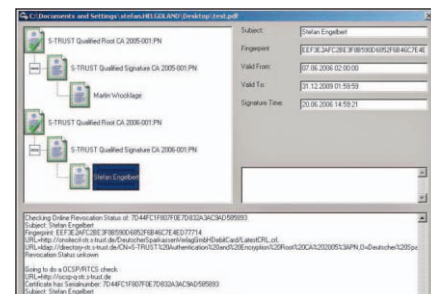 C:\Documents and Settings\stefan.HELGOLAND\Desktop\test.pdf
S-TRUST Qualified Root CA 2005-001:PN
S-TRUST Qualified Signature CA 2005-001:PN
Martin Wrocklage
S-TRUST Qualified Root CA 2006-001:PN
S-TRUST Qualified Signature CA 2006-001:PN
Stefan Engelbert
Subject:
Stefan Engelbert
Fingerprint
Valid From:
07.06.2006 02:00:00
Valid To:
31.12.2009 01:59:59
Signature Time:
20.06.2006 14:59:21
Checking Online Revocation Status of: 7D44FC1F807F0E7D832A3AC9AD585893
Subject: Stefan Engelbert
Fingerprint:
Revocation Status unkown
Going to do a OCSP/RTCS check
URL=http://ocsp-q-str.s-trust.de
Certificate has Serialnumber: 7D44FC1F807F0E7D832A3AC9AD585893
Subject: Stefan Engelbert